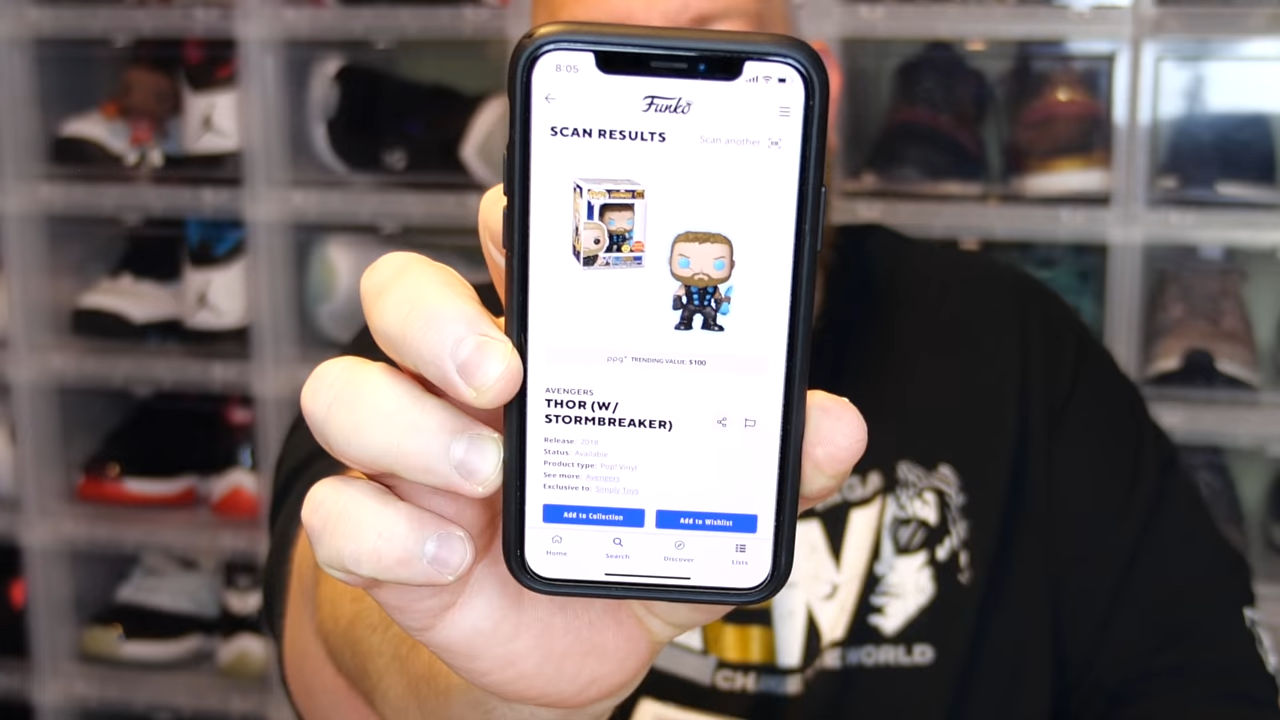 8:05
Funko
SCAN RESULTS
Scan another
ppg TRENDING VALUE: $100
AVENGERS
THOR (W/
STORMBREAKER)
Release: 2018
Status: Available
Product type: Pop! Vinyl
See more: Avengers
Exclusive to: Simply Toys
Add to Collection
Add to Wishlist
Home
Search
Discover
Lists
WORLD